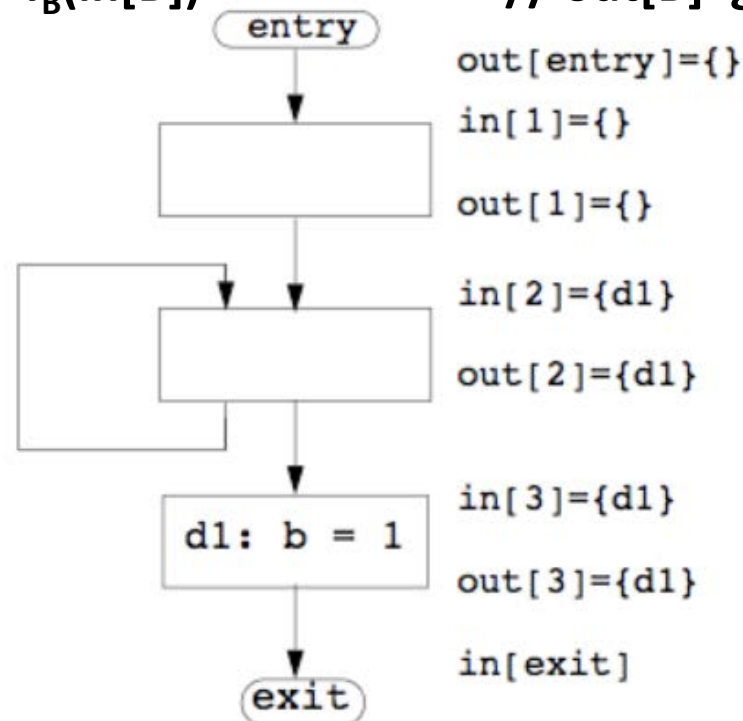 entry
out[entry]={}
in[1]={}
out[1]={}
in[2]={d1}
out[2]={d1}
in[3]={d1}
d1: b = 1
out[3]={d1}
in[exit]
exit